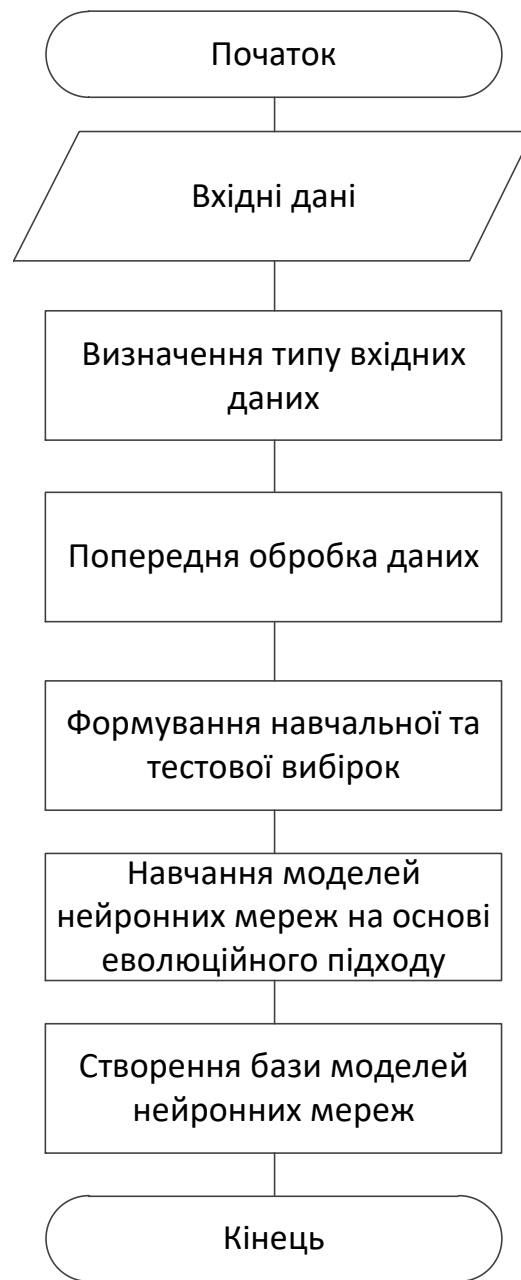 Початок
Вхідні дані
Визначення типу вхідних
даних
Попередня обробка даних
Формування навчальної та
тестової вибірок
Навчання моделей
нейронних мереж на основі
еволюційного підходу
Створення бази моделей
нейронних мереж
Кінець